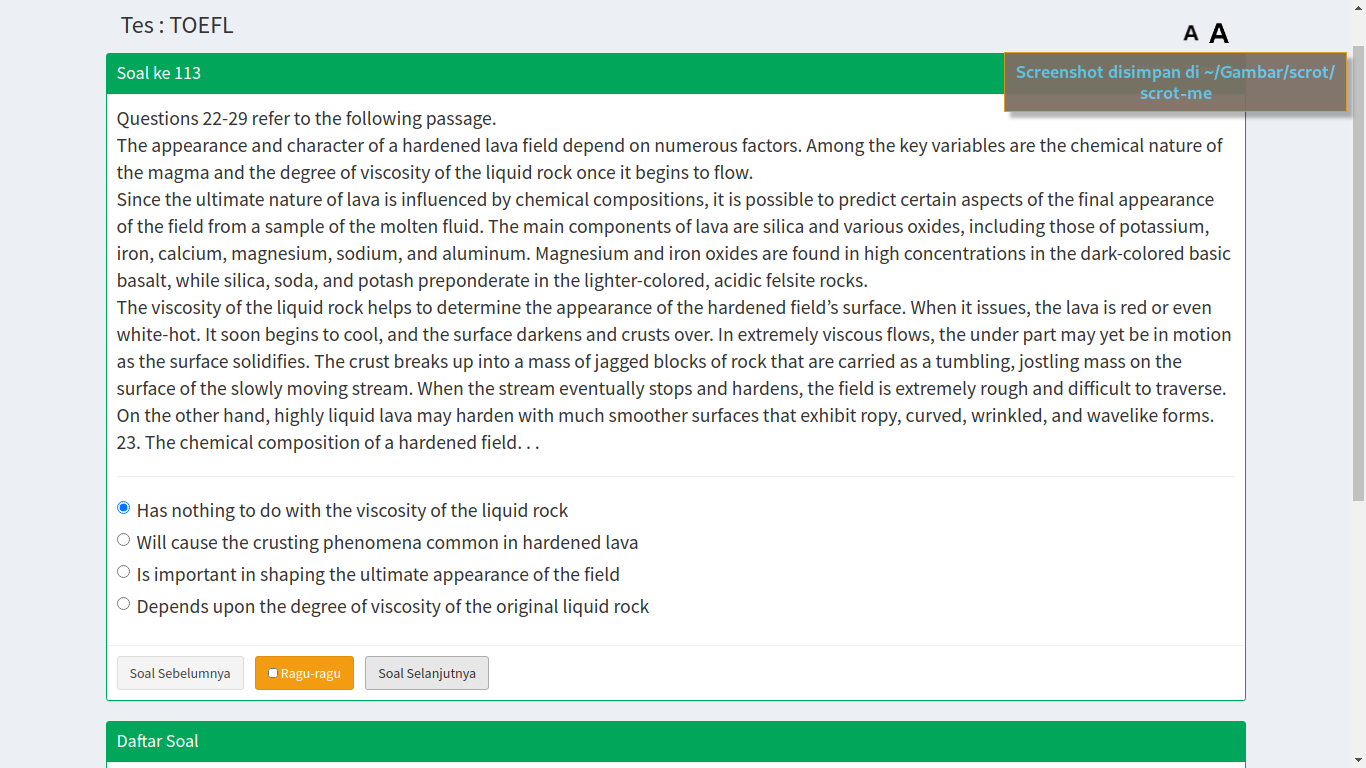 Tes : TOEFL
A A
Soal ke 113
Screenshot disimpan di ~/Gambar/scrot/
scrot-me
Questions 22-29 refer to the following passage.
The appearance and character of a hardened lava field depend on numerous factors. Among the key variables are the chemical nature of
the magma and the degree of viscosity of the liquid rock once it begins to flow.
Since the ultimate nature of lava is influenced by chemical compositions, it is possible to predict certain aspects of the final appearance
of the field from a sample of the molten fluid. The main components of lava are silica and various oxides, including those of potassium,
iron, calcium, magnesium, sodium, and aluminum. Magnesium and iron oxides are found in high concentrations in the dark-colored basic
basalt, while silica, soda, and potash preponderate in the lighter-colored, acidic felsite rocks.
The viscosity of the liquid rock helps to determine the appearance of the hardened field’s surface. When it issues, the lava is red or even
white-hot. It soon begins to cool, and the surface darkens and crusts over. In extremely viscous flows, the under part may yet be in motion
as the surface solidifies. The crust breaks up into a mass of jagged blocks of rock that are carried as a tumbling, jostling mass on the
surface of the slowly moving stream. When the stream eventually stops and hardens, the field is extremely rough and difficult to traverse.
On the other hand, highly liquid lava may harden with much smoother surfaces that exhibit ropy, curved, wrinkled, and wavelike forms.
23. The chemical composition of a hardened field. . .
Has nothing to do with the viscosity of the liquid rock
Will cause the crusting phenomena common in hardened lava
Is important in shaping the ultimate appearance of the field
Depends upon the degree of viscosity of the original liquid rock
Soal Sebelumnya
Ragu-ragu
Soal Selanjutnya
Daftar Soal